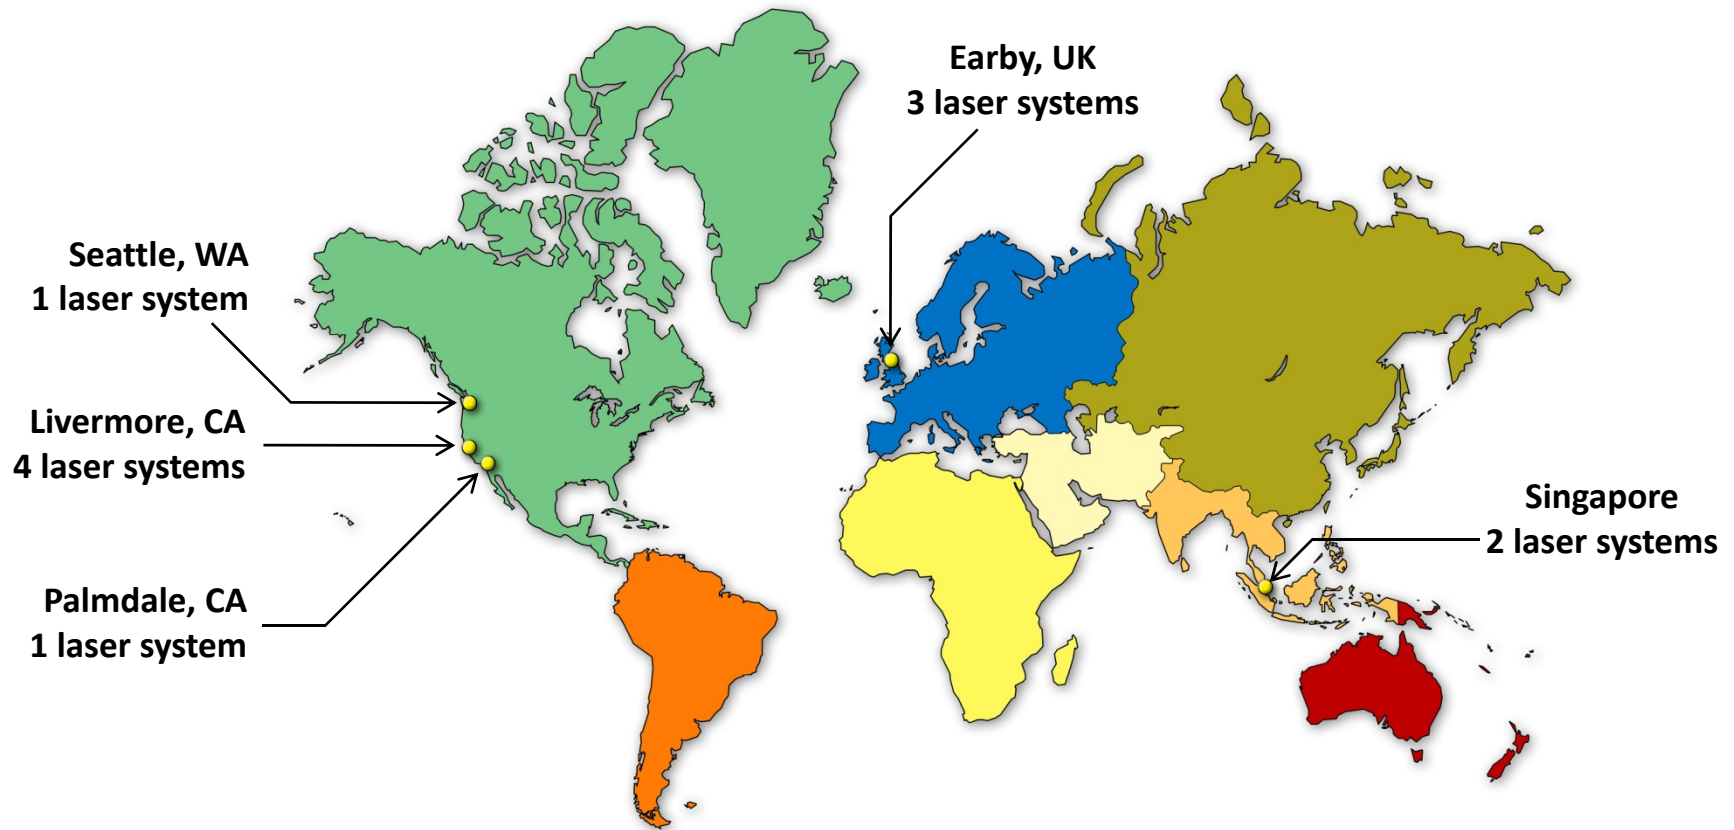 Earby, UK
3 laser systems
Seattle, WA
1 laser system
Livermore, CA
4 laser systems
Singapore
2 laser systems
Palmdale, CA
1 laser system